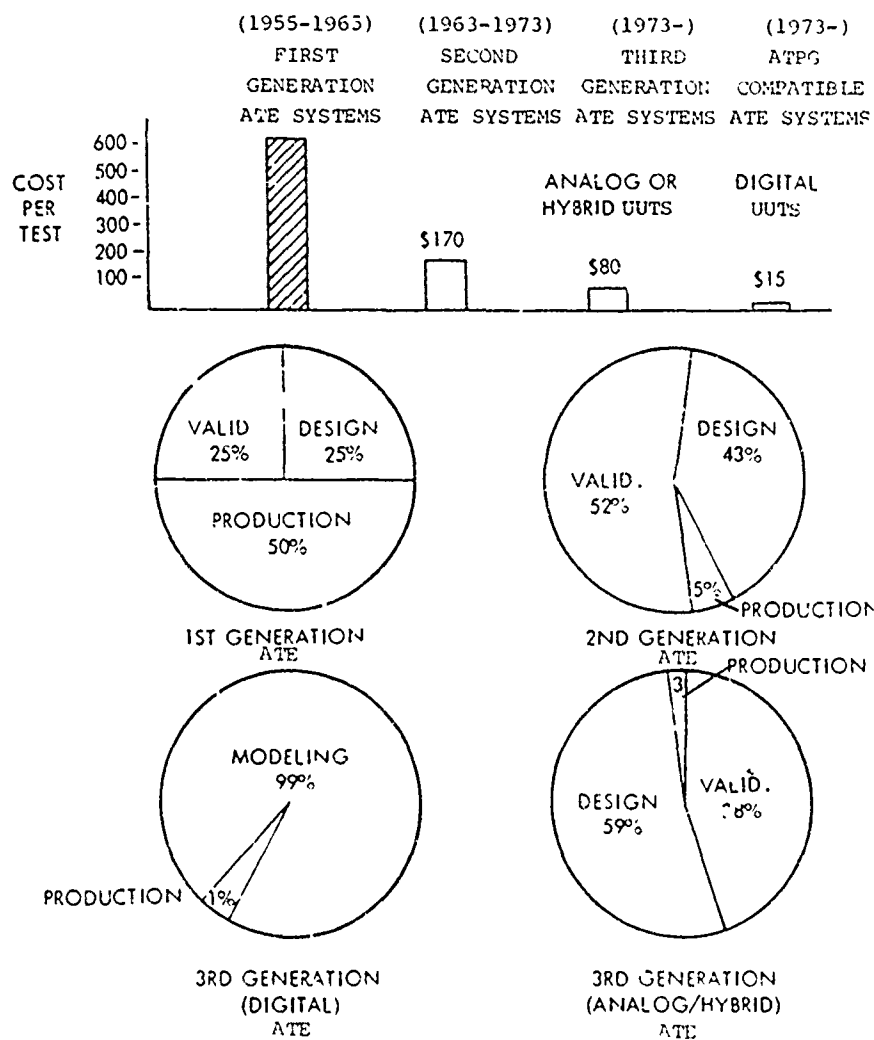 (1955-1965) (1963-1973) (1973-) (1973-)
FIRST SECOND THIRD ATPG
GENERATION GENERATION GENERATION COMPATIBLE
ATE SYSTEMS ATE SYSTEMS ATE SYSTEMS ATE SYSTEMS
COST
PER
TEST
600 -
500 -
400 -
300 -
200 -
100 -
ANALOG OR
HYBRID UUTS
DIGITAL
UUTS
$170
$80
$15
VALID
25%
DESIGN
25%
PRODUCTION
50%
1ST GENERATION
ATE
DESIGN
43%
VALID.
52%
5%
PRODUCTION
2ND GENERATION
ATE
MODELING
99%
PRODUCTION
1%
3RD GENERATION
(DIGITAL)
ATE
PRODUCTION
3
DESIGN
59%
VALID.
3RD GENERATION
(ANALOG/HYBRID)
ATE